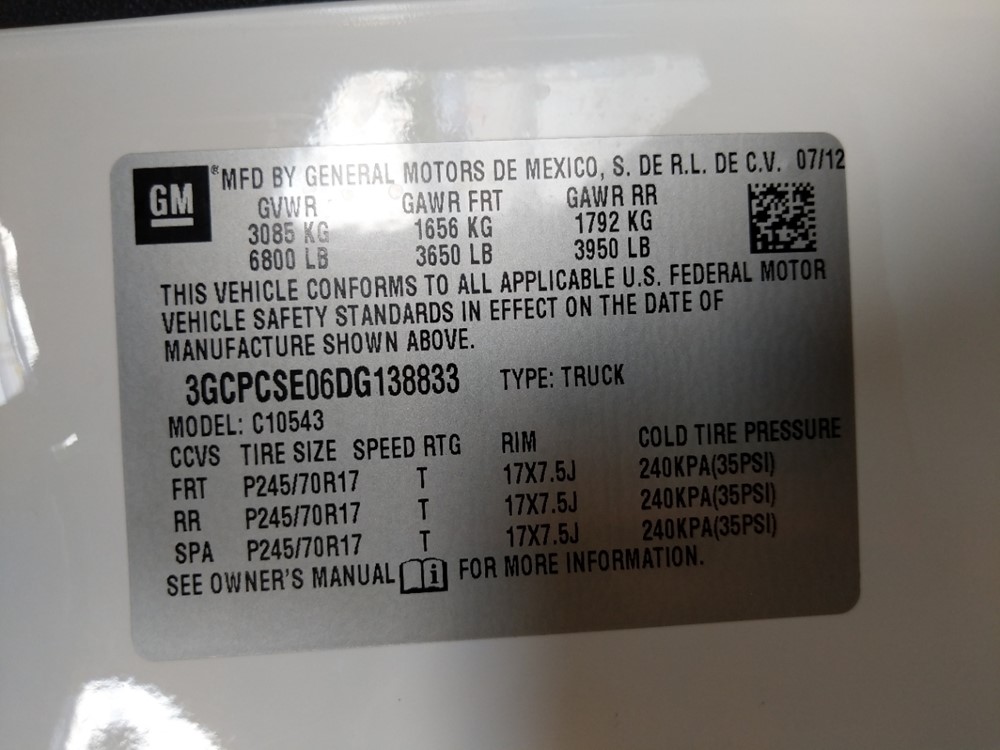 GM ® MFD BY GENERAL MOTORS DE MEXICO, S. DE R.L. DE C.V. 07/12
GVWR GAWR FRT GAWR RR
3085 KG 1656 KG 1792 KG
6800 LB 3650 LB 3950 LB
THIS VEHICLE CONFORMS TO ALL APPLICABLE U.S. FEDERAL MOTOR
VEHICLE SAFETY STANDARDS IN EFFECT ON THE DATE OF
MANUFACTURE SHOWN ABOVE.
3GCPCSE06DG138833 TYPE: TRUCK
MODEL: C10543
CCVS TIRE SIZE SPEED RTG RIM COLD TIRE PRESSURE
FRT P245/70R17 T 17X7.5J 240KPA(35PSI)
RR P245/70R17 T 17X7.5J 240KPA(35PSI)
SPA P245/70R17 T 17X7.5J 240KPA(35PSI)
SEE OWNER'S MANUAL i FOR MORE INFORMATION.